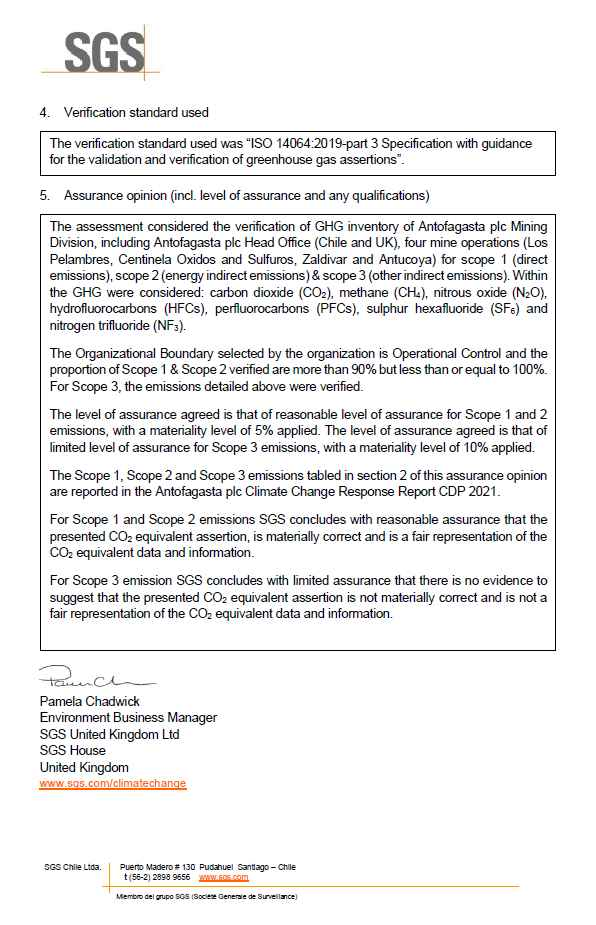 SGS
4. Verification standard used
The verification standard used was “ISO 14064:2019-part 3 Specification with guidance
for the validation and verification of greenhouse gas assertions”.
5. Assurance opinion (incl. level of assurance and any qualifications)
The assessment considered the verification of GHG inventory of Antofagasta plc Mining
Division, including Antofagasta plc Head Office (Chile and UK), four mine operations (Los
Pelambres, Centinela Oxidos and Sulfuros, Zaldivar and Antucoya) for scope 1 (direct
emissions), scope 2 (energy indirect emissions) & scope 3 (other indirect emissions). Within
the GHG were considered: carbon dioxide (CO₂), methane (CH₄), nitrous oxide (N₂O),
hydrofluorocarbons (HFCs), perfluorocarbons (PFCs), sulphur hexafluoride (SF₆) and
nitrogen trifluoride (NF₃).
The Organizational Boundary selected by the organization is Operational Control and the
proportion of Scope 1 & Scope 2 verified are more than 90% but less than or equal to 100%.
For Scope 3, the emissions detailed above were verified.
The level of assurance agreed is that of reasonable level of assurance for Scope 1 and 2
emissions, with a materiality level of 5% applied. The level of assurance agreed is that of
limited level of assurance for Scope 3 emissions, with a materiality level of 10% applied.
The Scope 1, Scope 2 and Scope 3 emissions tabled in section 2 of this assurance opinion
are reported in the Antofagasta plc Climate Change Response Report CDP 2021.
For Scope 1 and Scope 2 emissions SGS concludes with reasonable assurance that the
presented CO₂ equivalent assertion, is materially correct and is a fair representation of the
CO₂ equivalent data and information.
For Scope 3 emission SGS concludes with limited assurance that there is no evidence to
suggest that the presented CO₂ equivalent assertion is not materially correct and is not a
fair representation of the CO₂ equivalent data and information.
Pamela Chadwick
Environment Business Manager
SGS United Kingdom Ltd
SGS House
United Kingdom
www.sgs.com/climatechange
SGS Chile Ltda. Puerto Madero # 130 Pudahuel Santiago – Chile
t (56-2) 2898 9656 www.sgs.com
Miembro del grupo SGS (Société Generale de Surveillance)